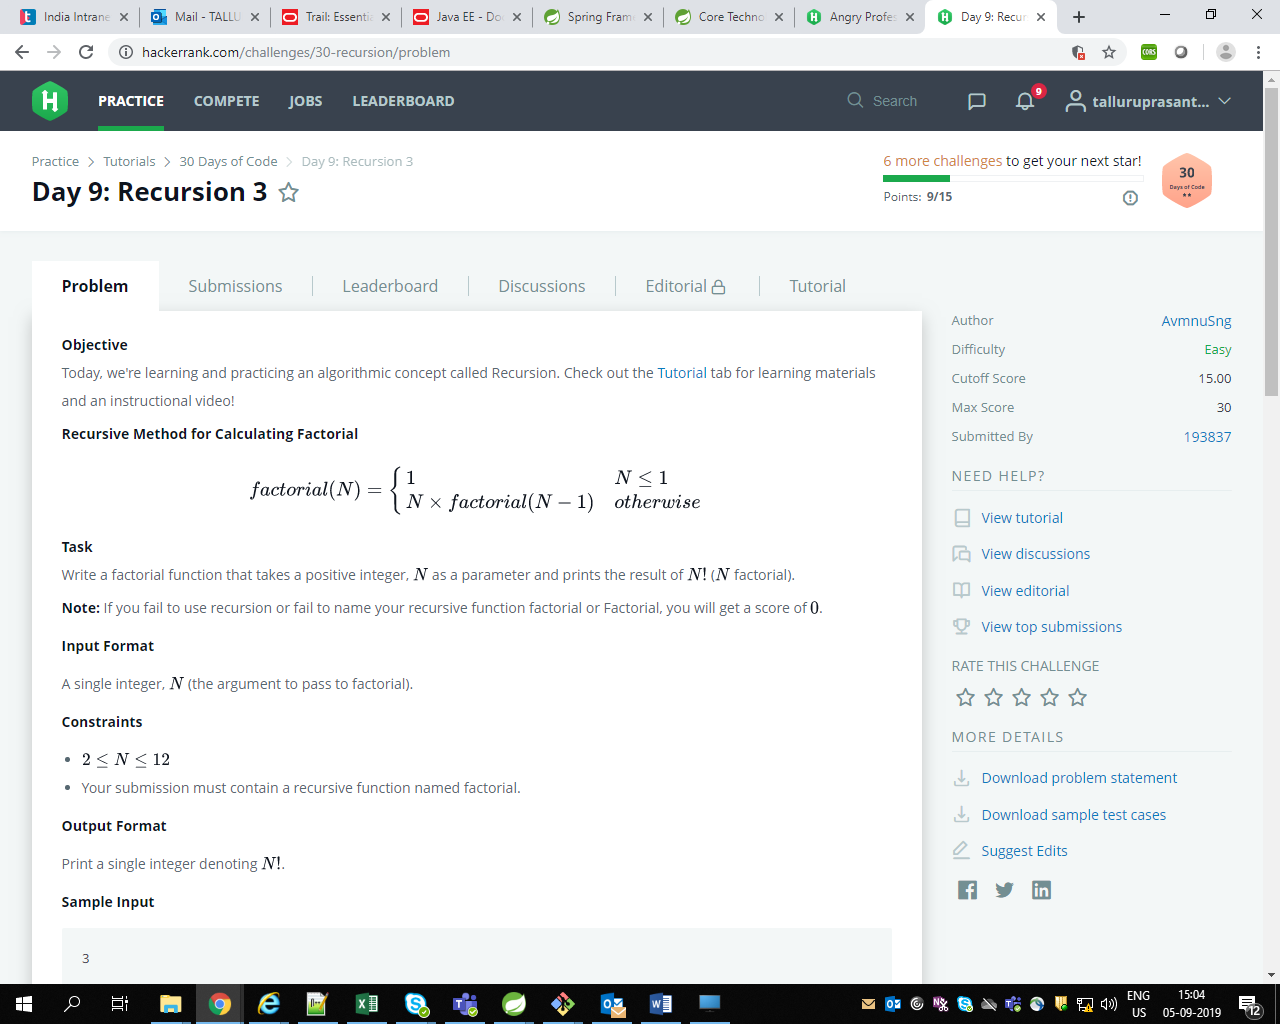 India Intrane
Mail - TALLU
Trail: Essentia
Java EE - Do
Spring Fram
Core Techno
Angry Profes
Day 9: Recur
hackerrank.com/challenges/30-recursion/problem
CORS
H
PRACTICE
COMPETE
JOBS
LEADERBOARD
Search
9
talluruprasant...
Practice > Tutorials > 30 Days of Code > Day 9: Recursion 3
Day 9: Recursion 3
6 more challenges to get your next star!
Points: 9/15
30
Days of Code
Problem
Submissions
Leaderboard
Discussions
Editorial
Tutorial
Objective
Today, we're learning and practicing an algorithmic concept called Recursion. Check out the Tutorial tab for learning materials
and an instructional video!
Recursive Method for Calculating Factorial
factorial(N) = { 1 N ≤ 1
N × factorial(N − 1) otherwise
Task
Write a factorial function that takes a positive integer, N as a parameter and prints the result of N! (N factorial).
Note: If you fail to use recursion or fail to name your recursive function factorial or Factorial, you will get a score of 0.
Input Format
A single integer, N (the argument to pass to factorial).
Constraints
• 2 ≤ N ≤ 12
• Your submission must contain a recursive function named factorial.
Output Format
Print a single integer denoting N!.
Sample Input
3
Author AvmnuSng
Difficulty Easy
Cutoff Score 15.00
Max Score 30
Submitted By 193837
NEED HELP?
View tutorial
View discussions
View editorial
View top submissions
RATE THIS CHALLENGE
MORE DETAILS
Download problem statement
Download sample test cases
Suggest Edits
ENG
US
15:04
05-09-2019
12